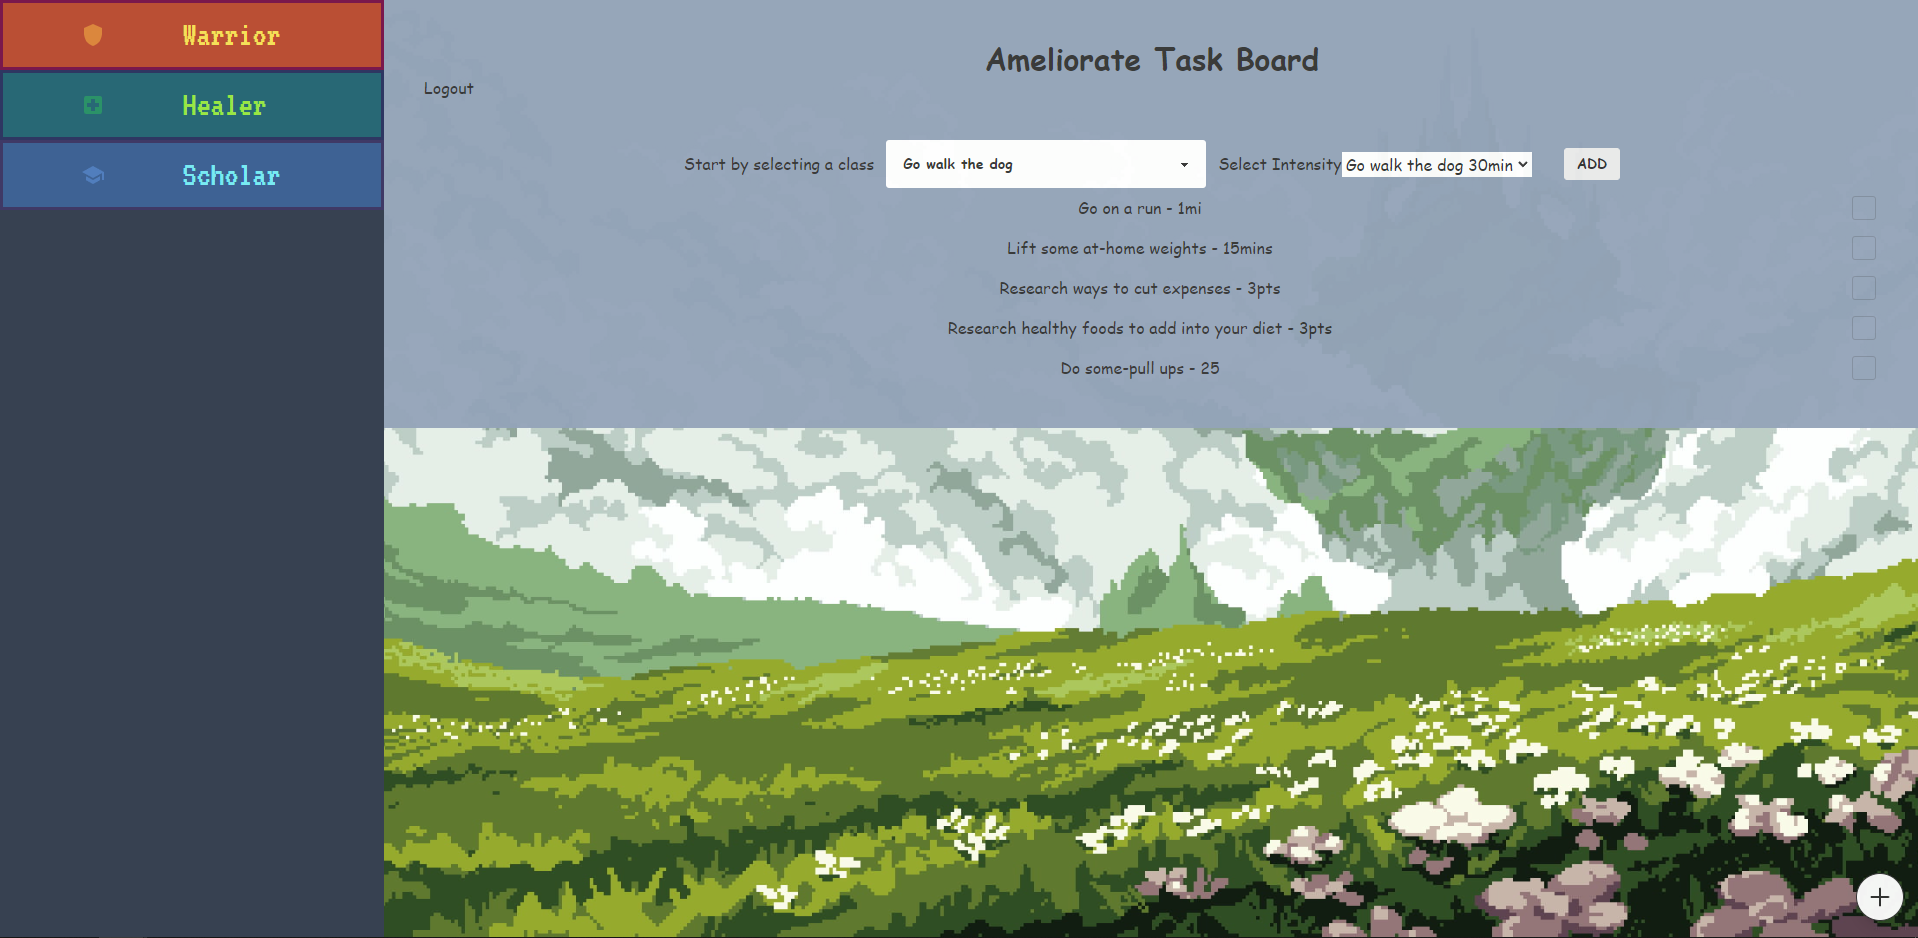 Warrior
Healer
Scholar
Ameliorate Task Board
Logout
Start by selecting a class Go walk the dog Select Intensity Go walk the dog 30min ADD
Go on a run - 1mi
Lift some at-home weights - 15mins
Research ways to cut expenses - 3pts
Research healthy foods to add into your diet - 3pts
Do some-pull ups - 25